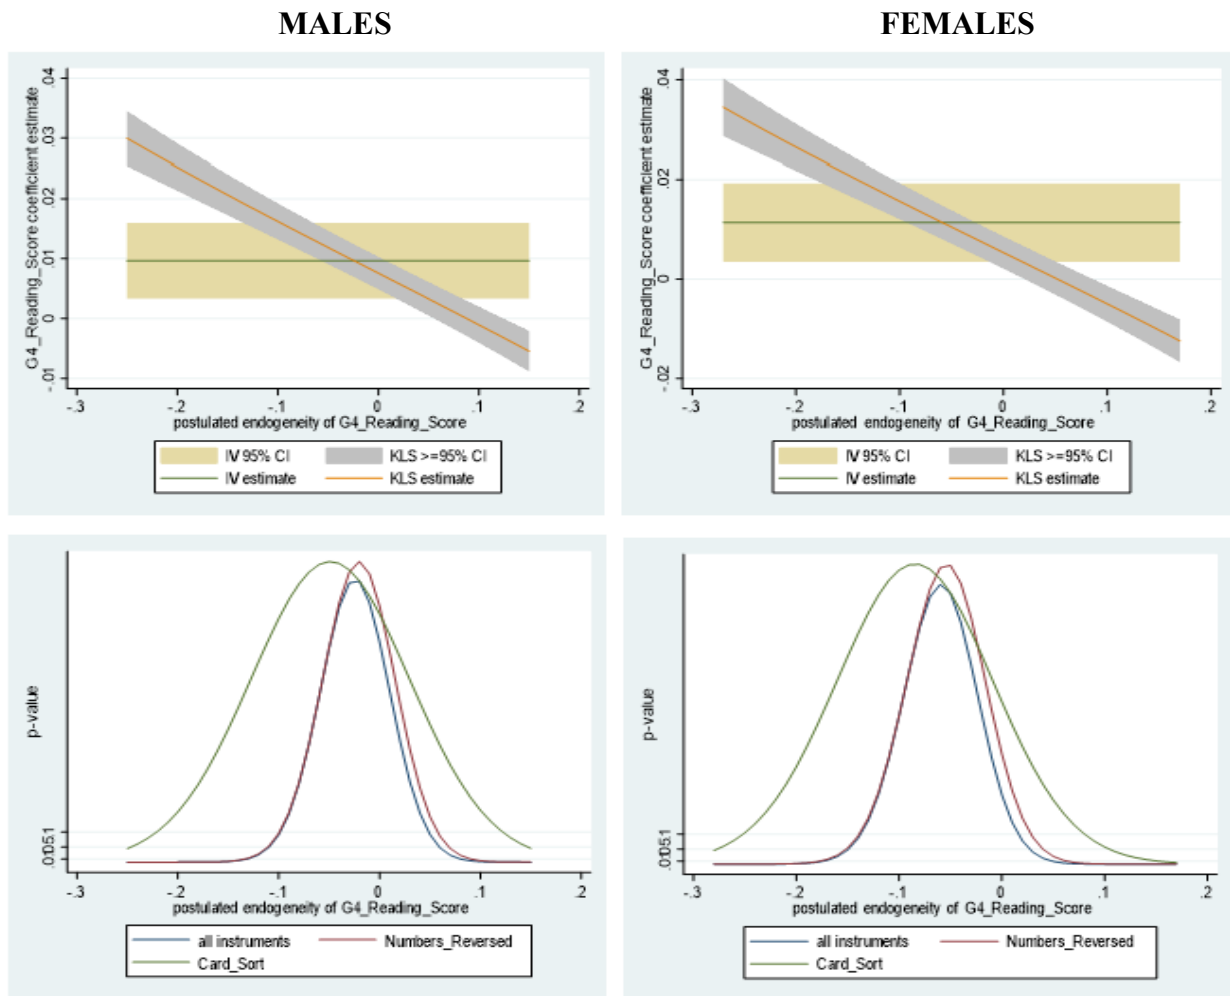 MALES
FEMALES
G4_Reading_Score coefficient estimate
.04
.03
.02
.01
0
-.01
-.3
-.2
-.1
0
.1
.2
postulated endogeneity of G4_Reading_Score
IV 95% CI
KLS >=95% CI
IV estimate
KLS estimate
G4_Reading_Score coefficient estimate
.04
.02
0
-.02
-.3
-.2
-.1
0
.1
.2
postulated endogeneity of G4_Reading_Score
IV 95% CI
KLS >=95% CI
IV estimate
KLS estimate
p-value
-.3
-.2
-.1
0
.1
.2
postulated endogeneity of G4_Reading_Score
all instruments
Numbers_Reversed
Card_Sort
p-value
-.3
-.2
-.1
0
.1
.2
postulated endogeneity of G4_Reading_Score
all instruments
Numbers_Reversed
Card_Sort